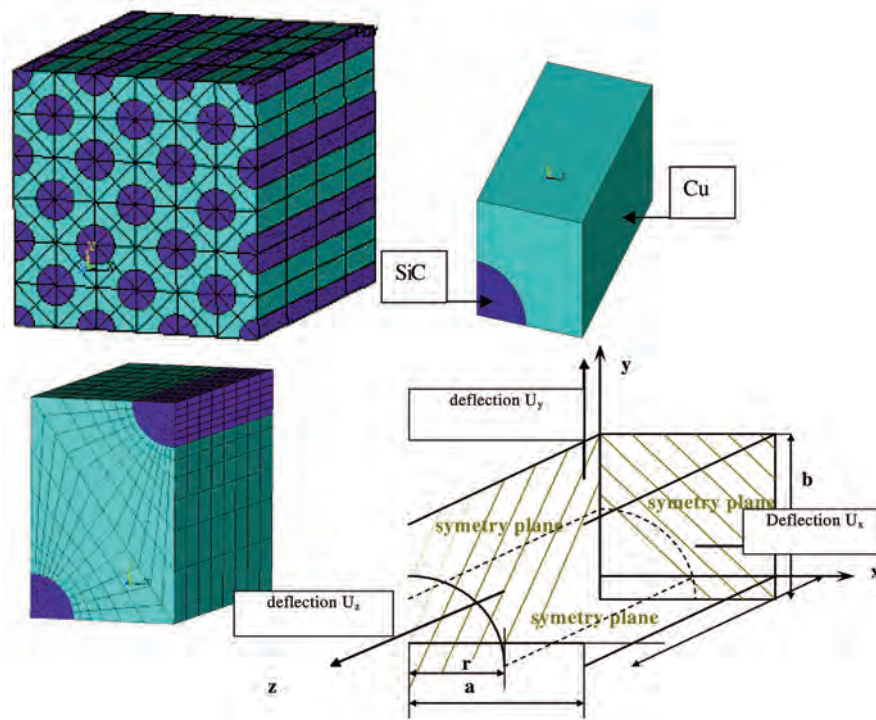 Cu
SiC
y
deflection Uy
b
symetry plane
symetry plane
Deflection Ux
x
deflection Uz
symetry plane
r
z
a